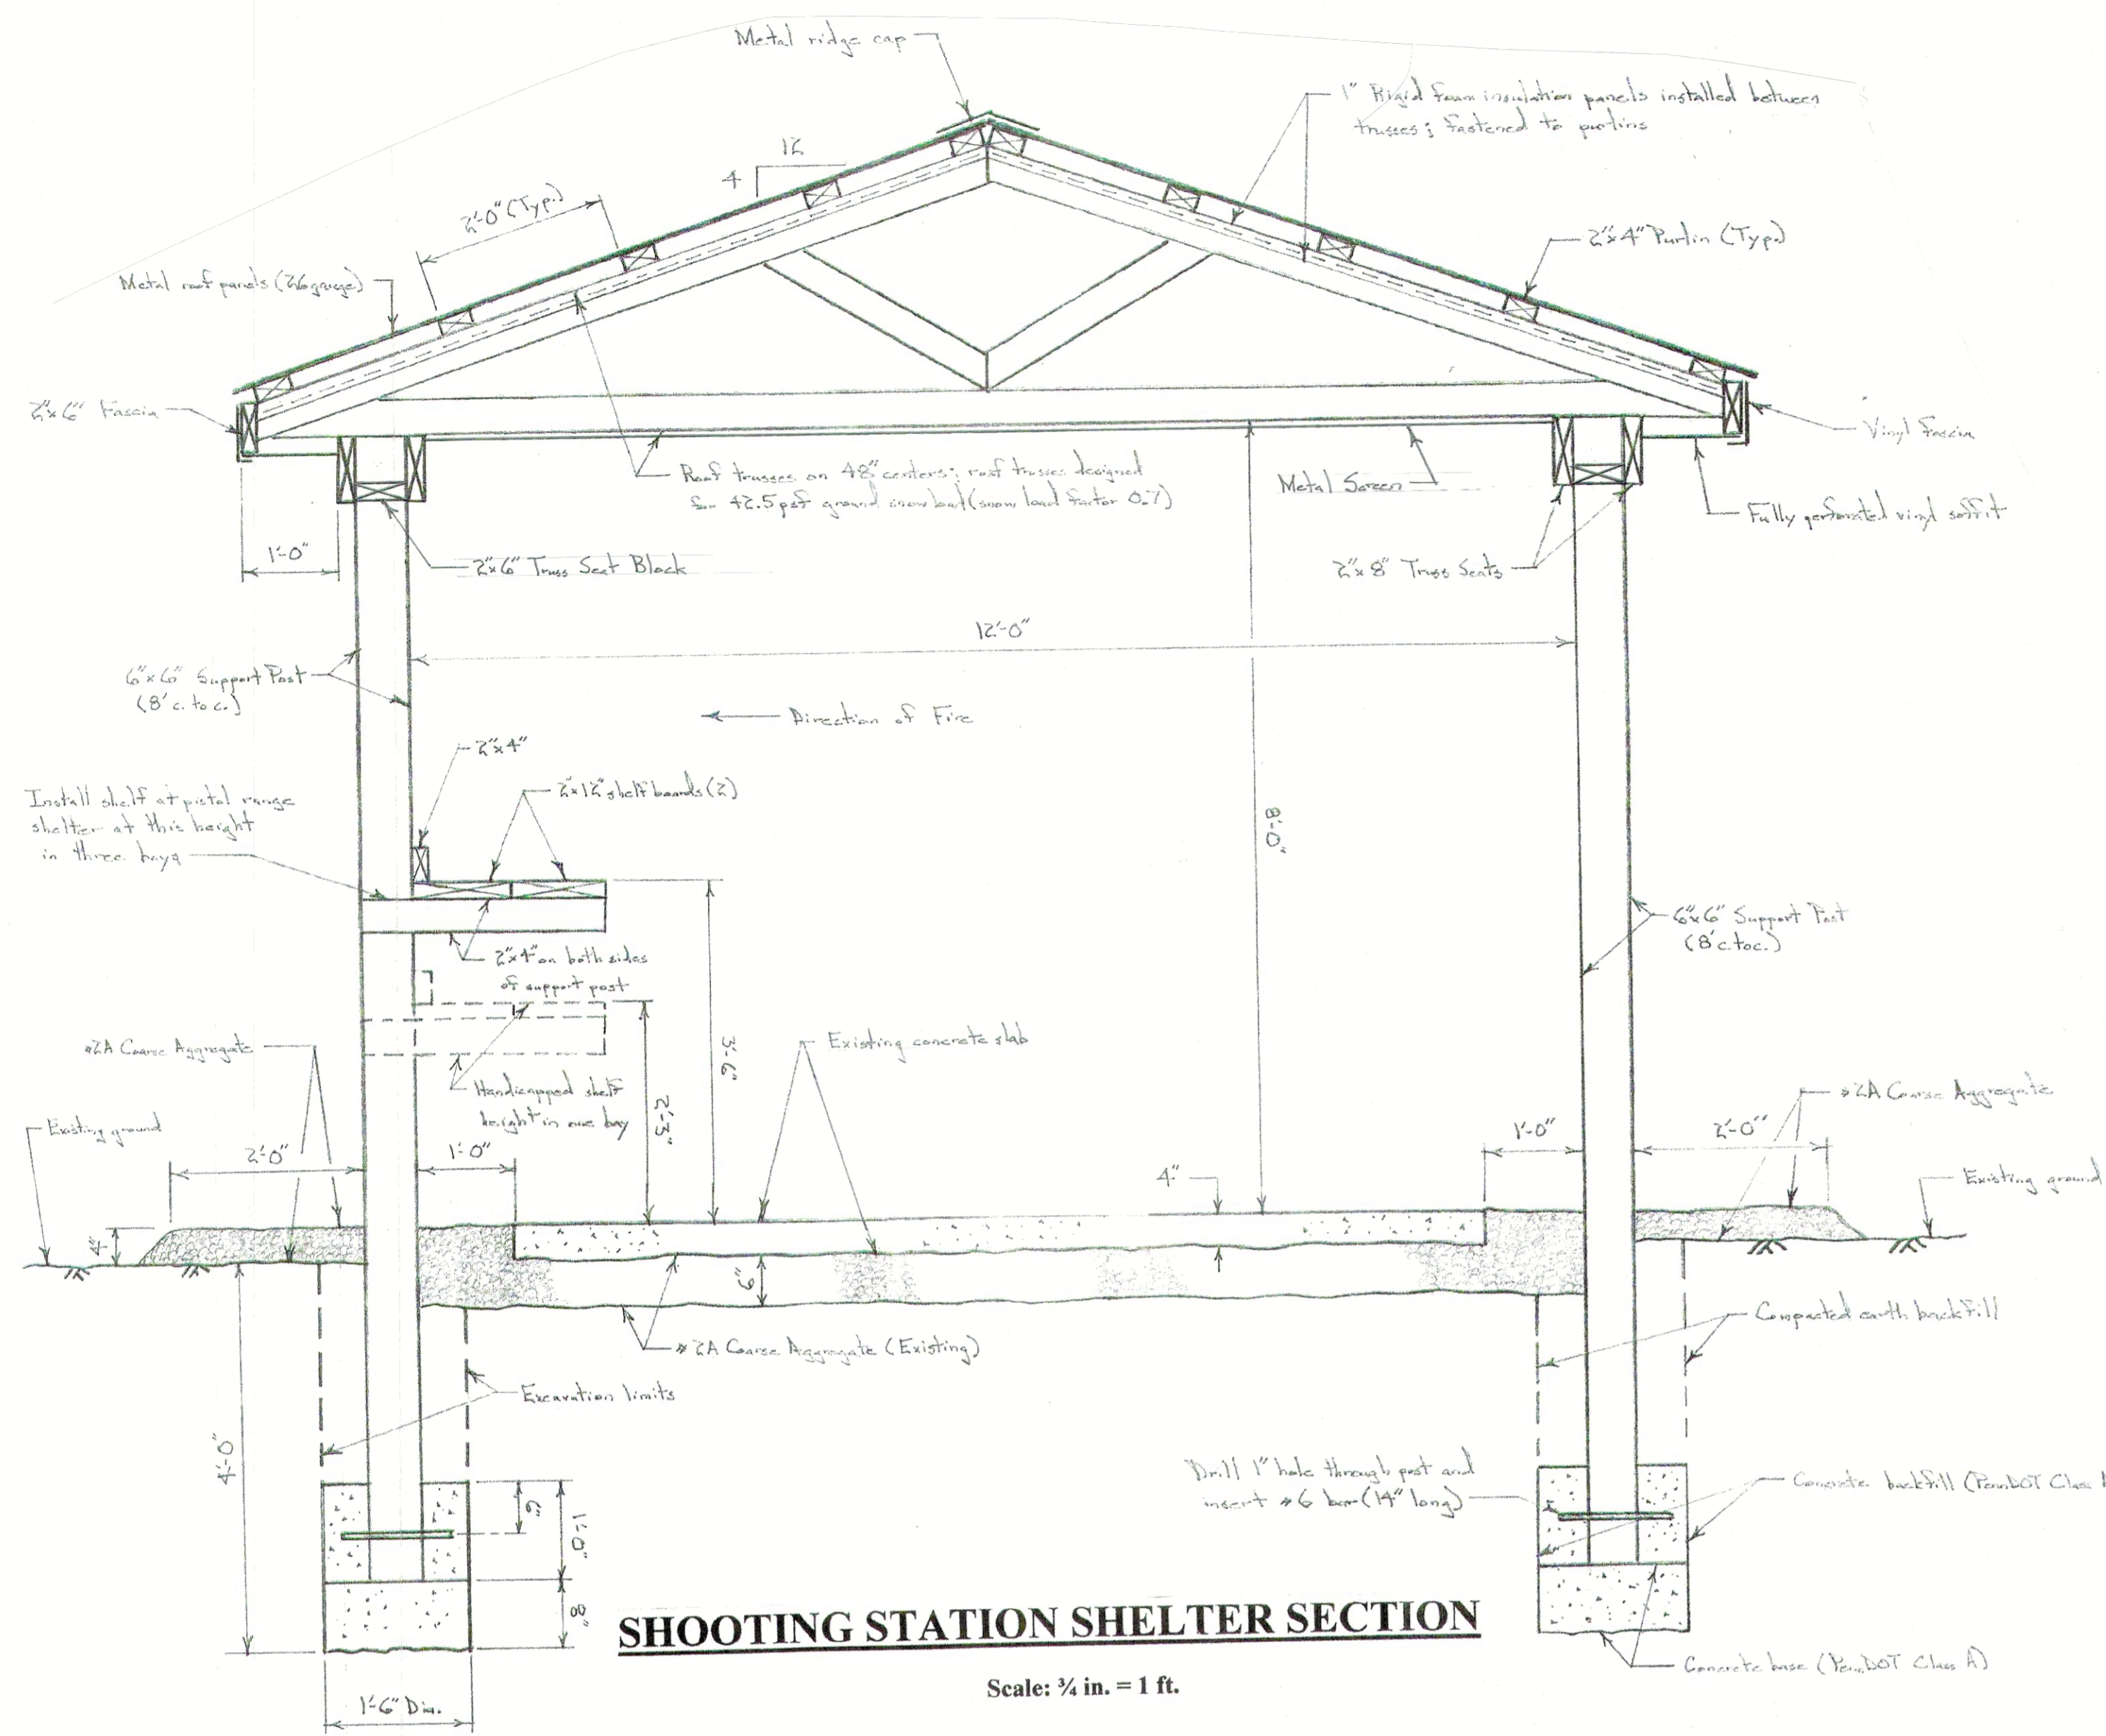 Metal ridge cap
1" Rigid foam insulation panels installed between
trusses; fastened to purlins
12
4
2'-0" (Typ.)
2"x4" Purlin (Typ.)
Metal roof panels (26 gauge)
2"x6" Fascia
Vinyl fascia
Roof trusses on 48" centers; roof trusses designed
for 42.5 psf ground snow load (snow load factor 0.7)
Metal Screen
Fully perforated vinyl soffit
1'-0"
2"x6" Truss Seat Block
2"x8" Truss Seats
12'-0"
6"x6" Support Post
(8' c. to c.)
Direction of Fire
2"x4"
2"x12" shelf boards (2)
Install shelf at pistol range
shelter at this height
in three bays
8'-0"
6"x6" Support Post
(8' c. to c.)
2"x4" on both sides
of support post
#2A Coarse Aggregate
Existing concrete slab
3'-6"
Handicapped shelf
height in one bay
2'-3"
#2A Coarse Aggregate
Existing ground
2'-0"
1'-0"
1'-0"
2'-0"
4"
Existing ground
4"
6"
#2A Coarse Aggregate (Existing)
Compacted earth backfill
Excavation limits
4'-0"
Drill 1" hole through post and
insert #6 bar (14" long)
Concrete backfill (PennDOT Class
6"
1'-0"
8"
SHOOTING STATION SHELTER SECTION
Concrete base (PennDOT Class A)
Scale: ¾ in. = 1 ft.
1'-6" Dia.